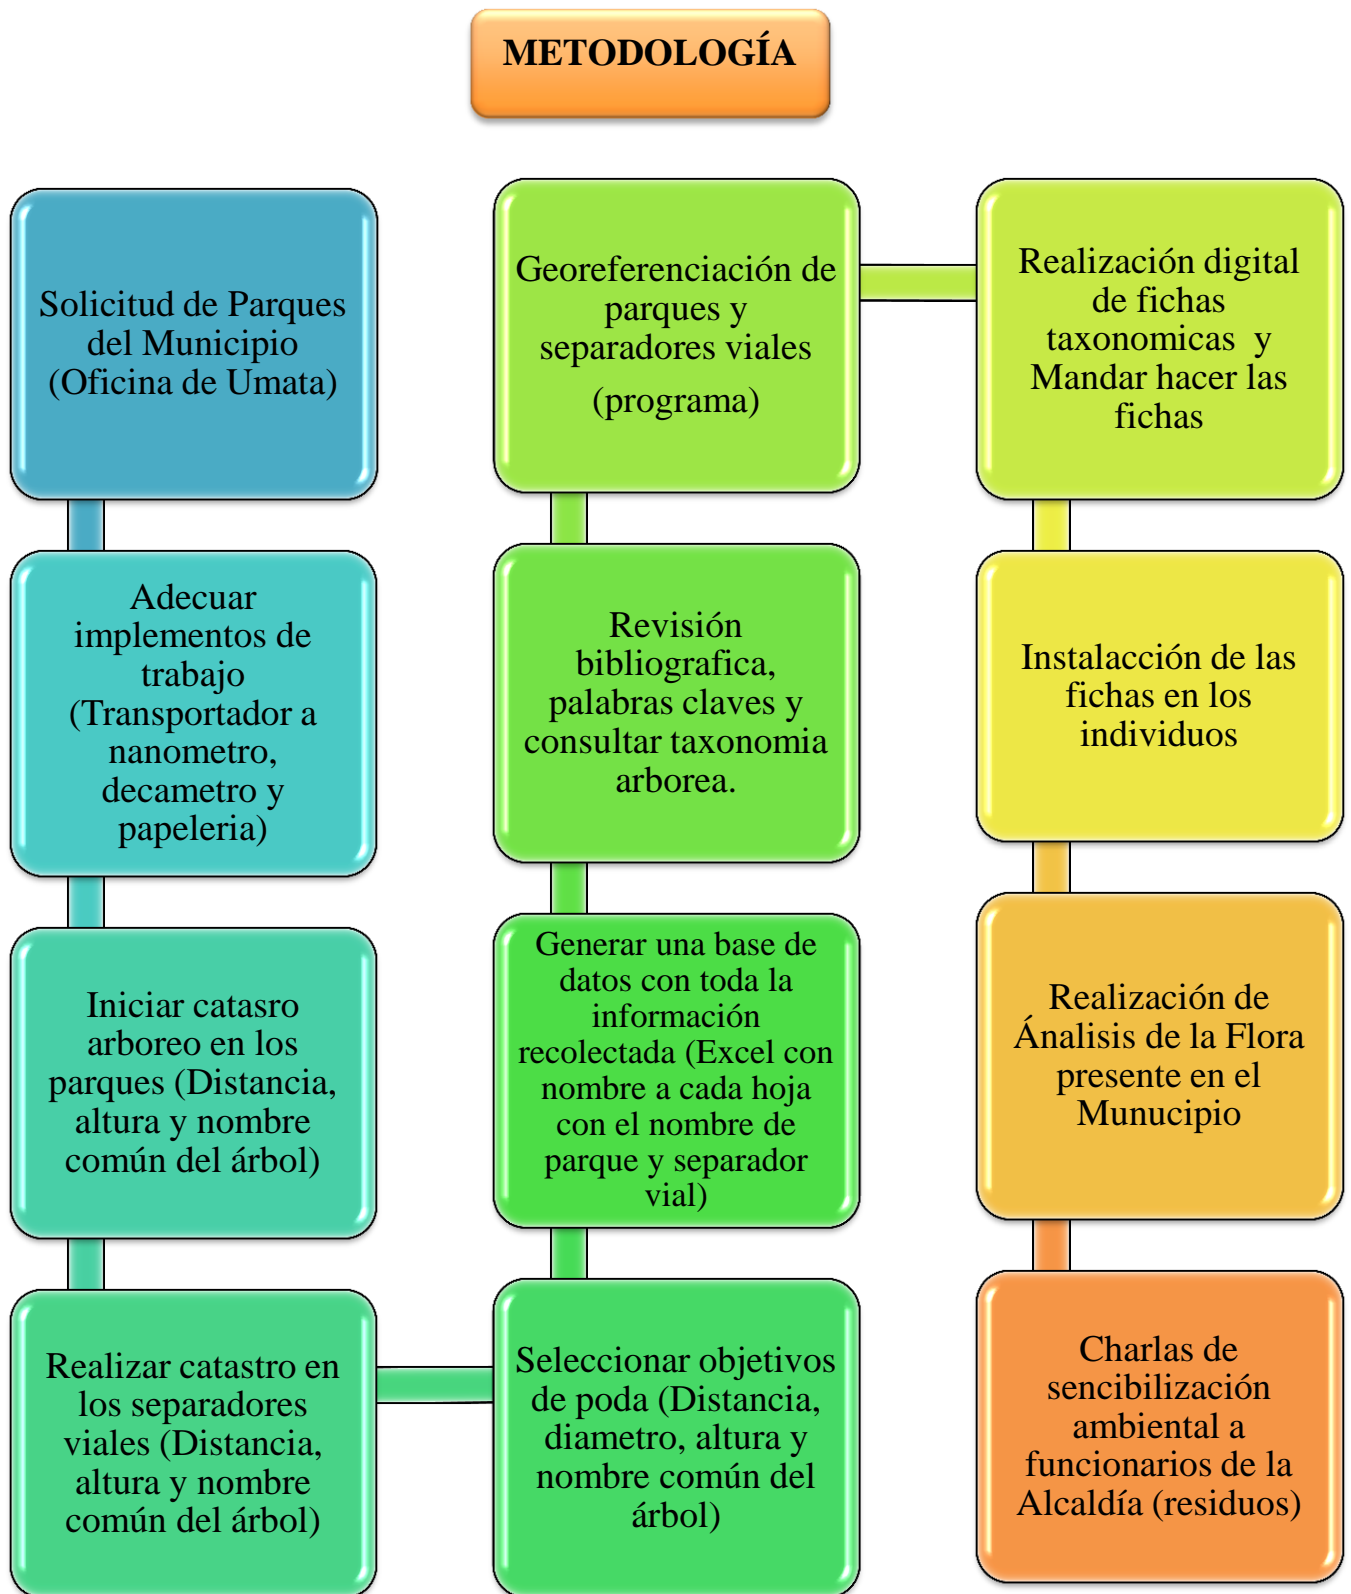 METODOLOGÍA
Solicitud de Parques
del Municipio
(Oficina de Umata)
Adecuar
implementos de
trabajo
(Transportador a
nanometro,
decametro y
papeleria)
Iniciar catasro
arboreo en los
parques (Distancia,
altura y nombre
común del árbol)
Realizar catastro en
los separadores
viales (Distancia,
altura y nombre
común del árbol)
Seleccionar objetivos
de poda (Distancia,
diametro, altura y
nombre común del
árbol)
Generar una base de
datos con toda la
información
recolectada (Excel con
nombre a cada hoja
con el nombre de
parque y separador
vial)
Revisión
bibliografica,
palabras claves y
consultar taxonomia
arborea.
Georeferenciación de
parques y
separadores viales
(programa)
Realización digital
de fichas
taxonomicas y
Mandar hacer las
fichas
Instalacción de las
fichas en los
individuos
Realización de
Ánalisis de la Flora
presente en el
Munucipio
Charlas de
sencibilización
ambiental a
funcionarios de la
Alcaldía (residuos)